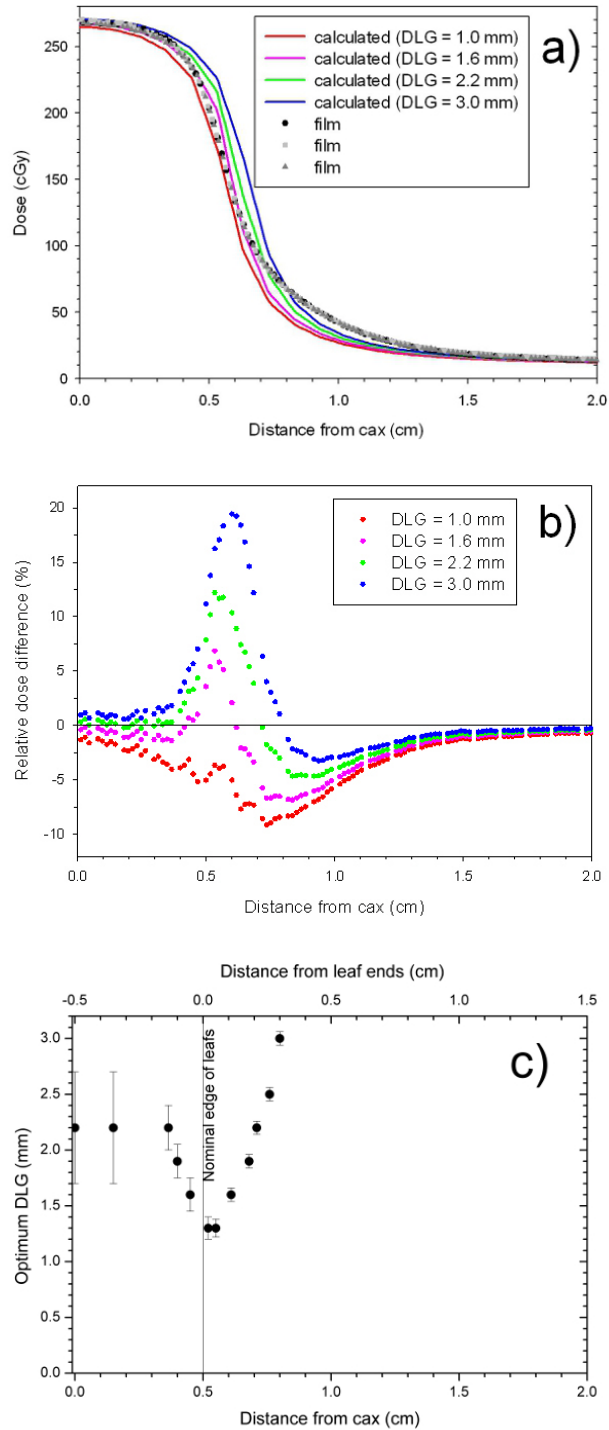 a)
calculated (DLG = 1.0 mm)
calculated (DLG = 1.6 mm)
calculated (DLG = 2.2 mm)
calculated (DLG = 3.0 mm)
film
film
film
Dose (cGy)
250
200
150
100
50
0
0.0 0.5 1.0 1.5 2.0
Distance from cax (cm)
b)
DLG = 1.0 mm
DLG = 1.6 mm
DLG = 2.2 mm
DLG = 3.0 mm
Relative dose difference (%)
20
15
10
5
0
-5
-10
0.0 0.5 1.0 1.5 2.0
Distance from cax (cm)
Distance from leaf ends (cm)
-0.5 0.0 0.5 1.0 1.5
c)
Nominal edge of leafs
Optimum DLG (mm)
3.0
2.5
2.0
1.5
1.0
0.5
0.0
0.0 0.5 1.0 1.5 2.0
Distance from cax (cm)